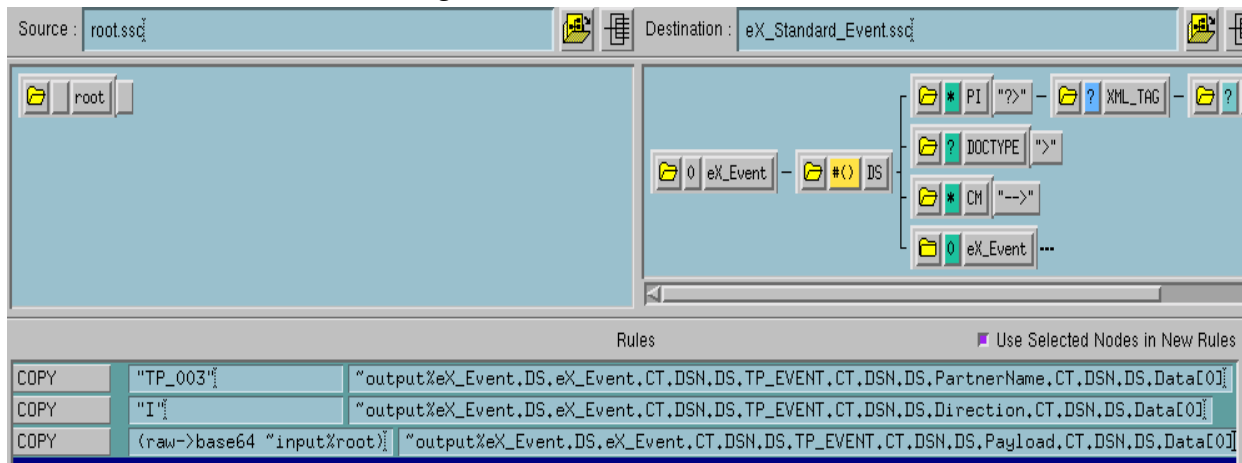 Source : root.ssc Destination : eX_Standard_Event.ssc
root
* PI "?>" ? XML_TAG ?
? DOCTYPE ">"
0 eX_Event #() DS
* CM "-->"
0 eX_Event
Rules Use Selected Nodes in New Rules
COPY "TP_003" ~output%eX_Event.DS.eX_Event.CT.DSN.DS.TP_EVENT.CT.DSN.DS.PartnerName.CT.DSN.DS.Data[0]
COPY "I" ~output%eX_Event.DS.eX_Event.CT.DSN.DS.TP_EVENT.CT.DSN.DS.Direction.CT.DSN.DS.Data[0]
COPY (raw->base64 ~input%root) ~output%eX_Event.DS.eX_Event.CT.DSN.DS.TP_EVENT.CT.DSN.DS.Payload.CT.DSN.DS.Data[0]